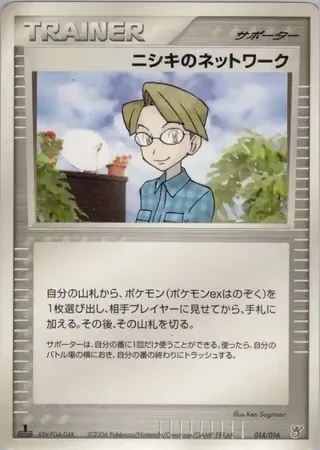 TRAINER
サポーター
ニシキのネットワーク
自分の山札から、ポケモン(ポケモンexはのぞく)を
1枚選び出し、相手プレイヤーに見せてから、手札に
加える。その後、その山札を切る。
サポーターは、自分の番に1回だけ使うことができる。使ったら、自分の
バトル場の横におき、自分の番の終わりにトラッシュする。
Illus. Ken Sugimori
1
©2006 Pokémon/Nintendo/Creatures/GAMEFREAK.
014/016